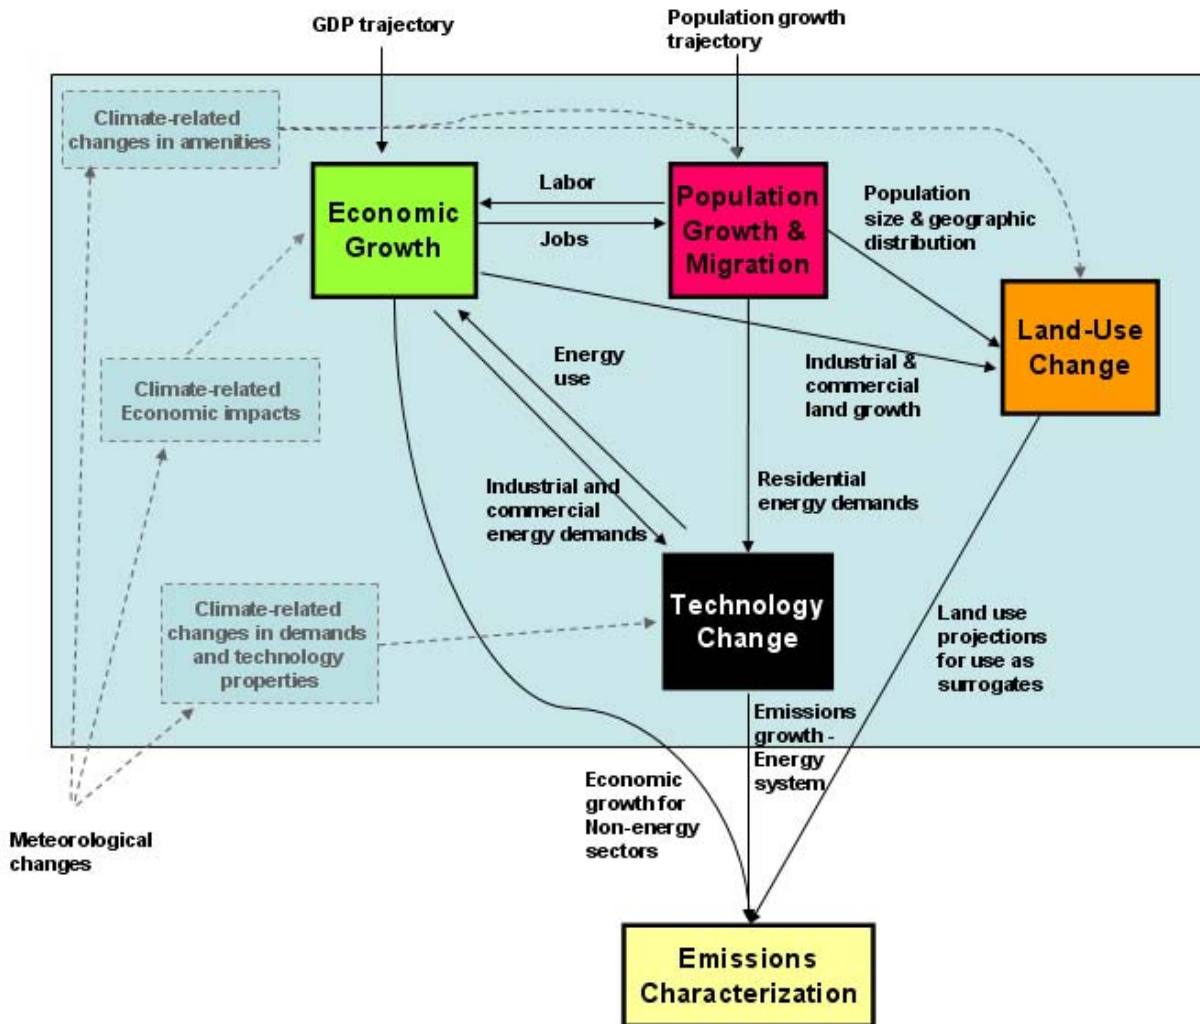 GDP trajectory
Population growth
trajectory
Climate-related
changes in amenities
Economic
Growth
Labor
Jobs
Population
Growth &
Migration
Population
size & geographic
distribution
Land-Use
Change
Climate-related
Economic impacts
Energy
use
Industrial &
commercial
land growth
Industrial and
commercial
energy demands
Residential
energy demands
Climate-related
changes in demands
and technology
properties
Technology
Change
Land use
projections
for use as
surrogates
Emissions
growth -
Energy
system
Economic
growth for
Non-energy
sectors
Meteorological
changes
Emissions
Characterization